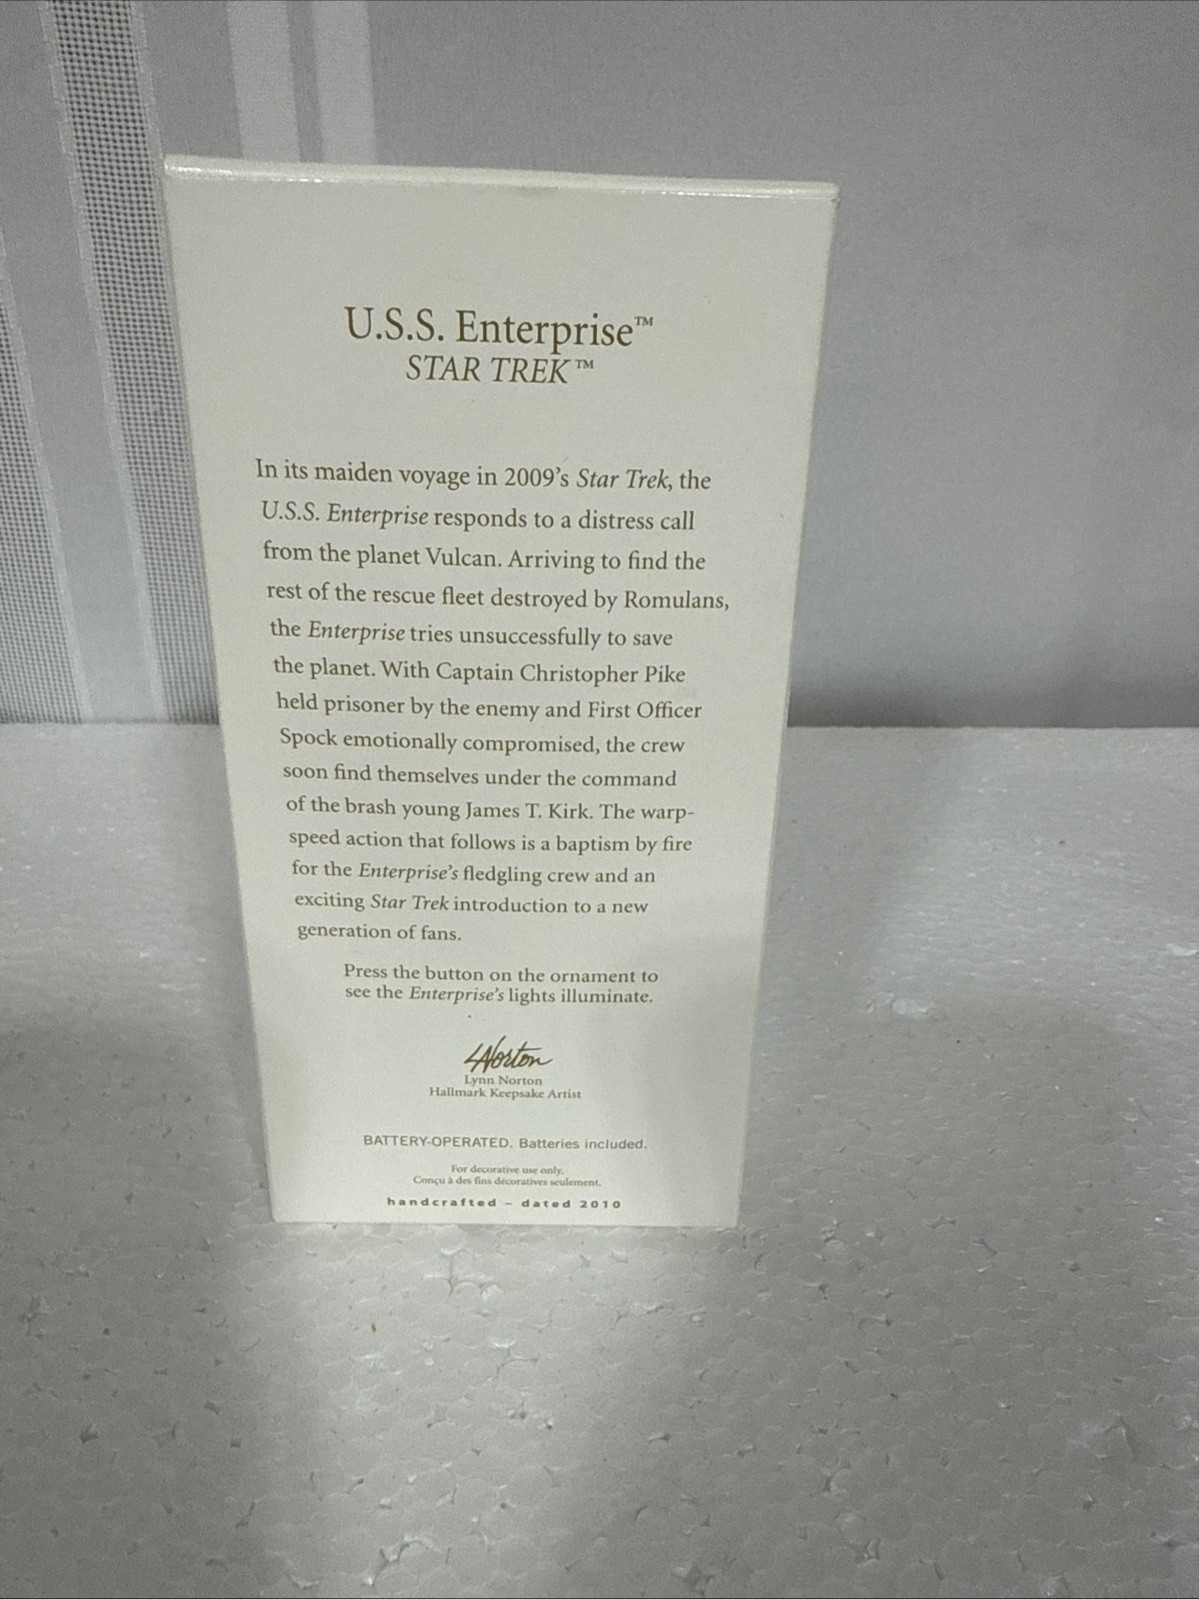 U.S.S. Enterprise™
STAR TREK™
In its maiden voyage in 2009's Star Trek, the
U.S.S. Enterprise responds to a distress call
from the planet Vulcan. Arriving to find the
rest of the rescue fleet destroyed by Romulans,
the Enterprise tries unsuccessfully to save
the planet. With Captain Christopher Pike
held prisoner by the enemy and First Officer
Spock emotionally compromised, the crew
soon find themselves under the command
of the brash young James T. Kirk. The warp-
speed action that follows is a baptism by fire
for the Enterprise's fledgling crew and an
exciting Star Trek introduction to a new
generation of fans.
Press the button on the ornament to
see the Enterprise's lights illuminate.
LNorton
Lynn Norton
Hallmark Keepsake Artist
BATTERY-OPERATED. Batteries included.
For decorative use only.
Conçu à des fins décoratives seulement.
handcrafted – dated 2010